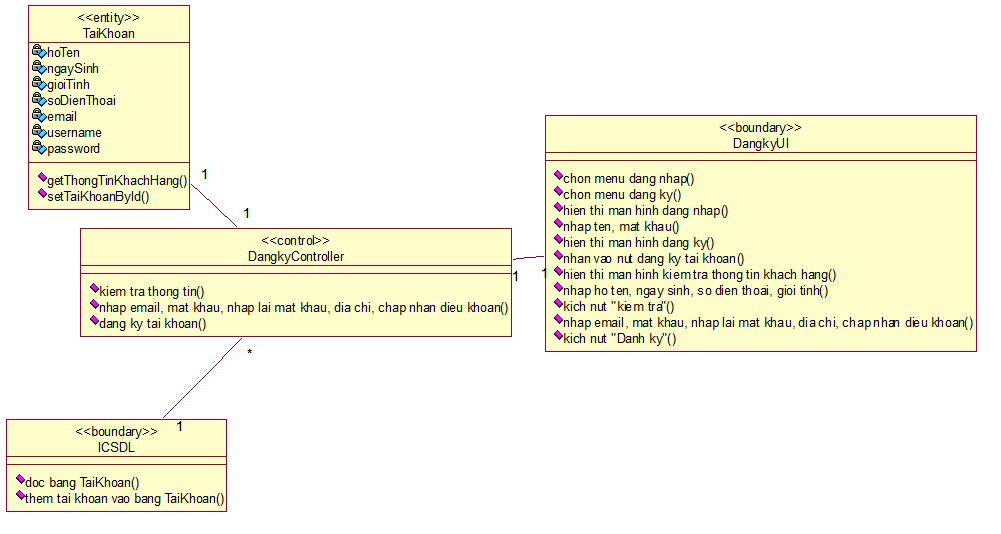 <<entity>>
TaiKhoan
hoTen
ngaySinh
gioiTinh
soDienThoai
email
username
password
getThongTinKhachHang()
setTaiKhoanById()
1
1
<<control>>
DangkyController
kiem tra thong tin()
nhap email, mat khau, nhap lai mat khau, dia chi, chap nhan dieu khoan()
dang ky tai khoan()
1
1
<<boundary>>
DangkyUI
chon menu dang nhap()
chon menu dang ky()
hien thi man hinh dang nhap()
nhap ten, mat khau()
hien thi man hinh dang ky()
nhan vao nut dang ky tai khoan()
hien thi man hinh kiem tra thong tin khach hang()
nhap ho ten, ngay sinh, so dien thoai, gioi tinh()
kich nut "kiem tra"()
nhap email, mat khau, nhap lai mat khau, dia chi, chap nhan dieu khoan()
kich nut "Danh ky"()
*
1
<<boundary>>
ICSDL
doc bang TaiKhoan()
them tai khoan vao bang TaiKhoan()